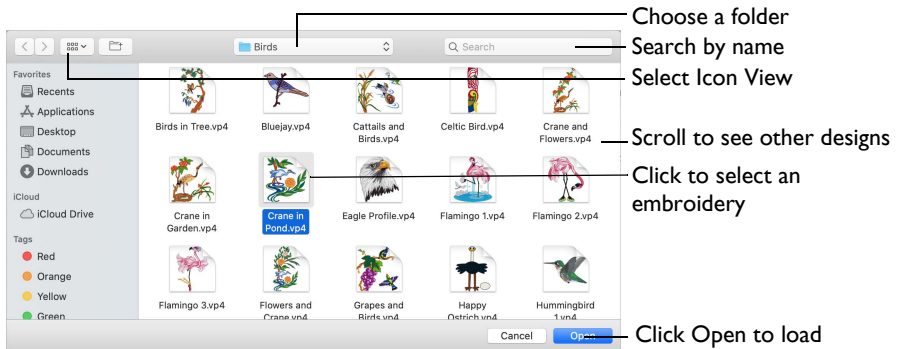 Choose a folder
Birds
Search
Search by name
Select Icon View
Favorites
Recents
Applications
Desktop
Documents
Downloads
iCloud
iCloud Drive
Tags
Red
Orange
Yellow
Green
Birds in Tree.vp4
Bluejay.vp4
Cattails and
Birds.vp4
Celtic Bird.vp4
Crane and
Flowers.vp4
Scroll to see other designs
Click to select an
embroidery
Crane in
Garden.vp4
Crane in
Pond.vp4
Eagle Profile.vp4
Flamingo 1.vp4
Flamingo 2.vp4
Flamingo 3.vp4
Flowers and
Crane.vp4
Grapes and
Birds.vp4
Happy
Ostrich.vp4
Hummingbird
1.vp4
Cancel
Open
Click Open to load